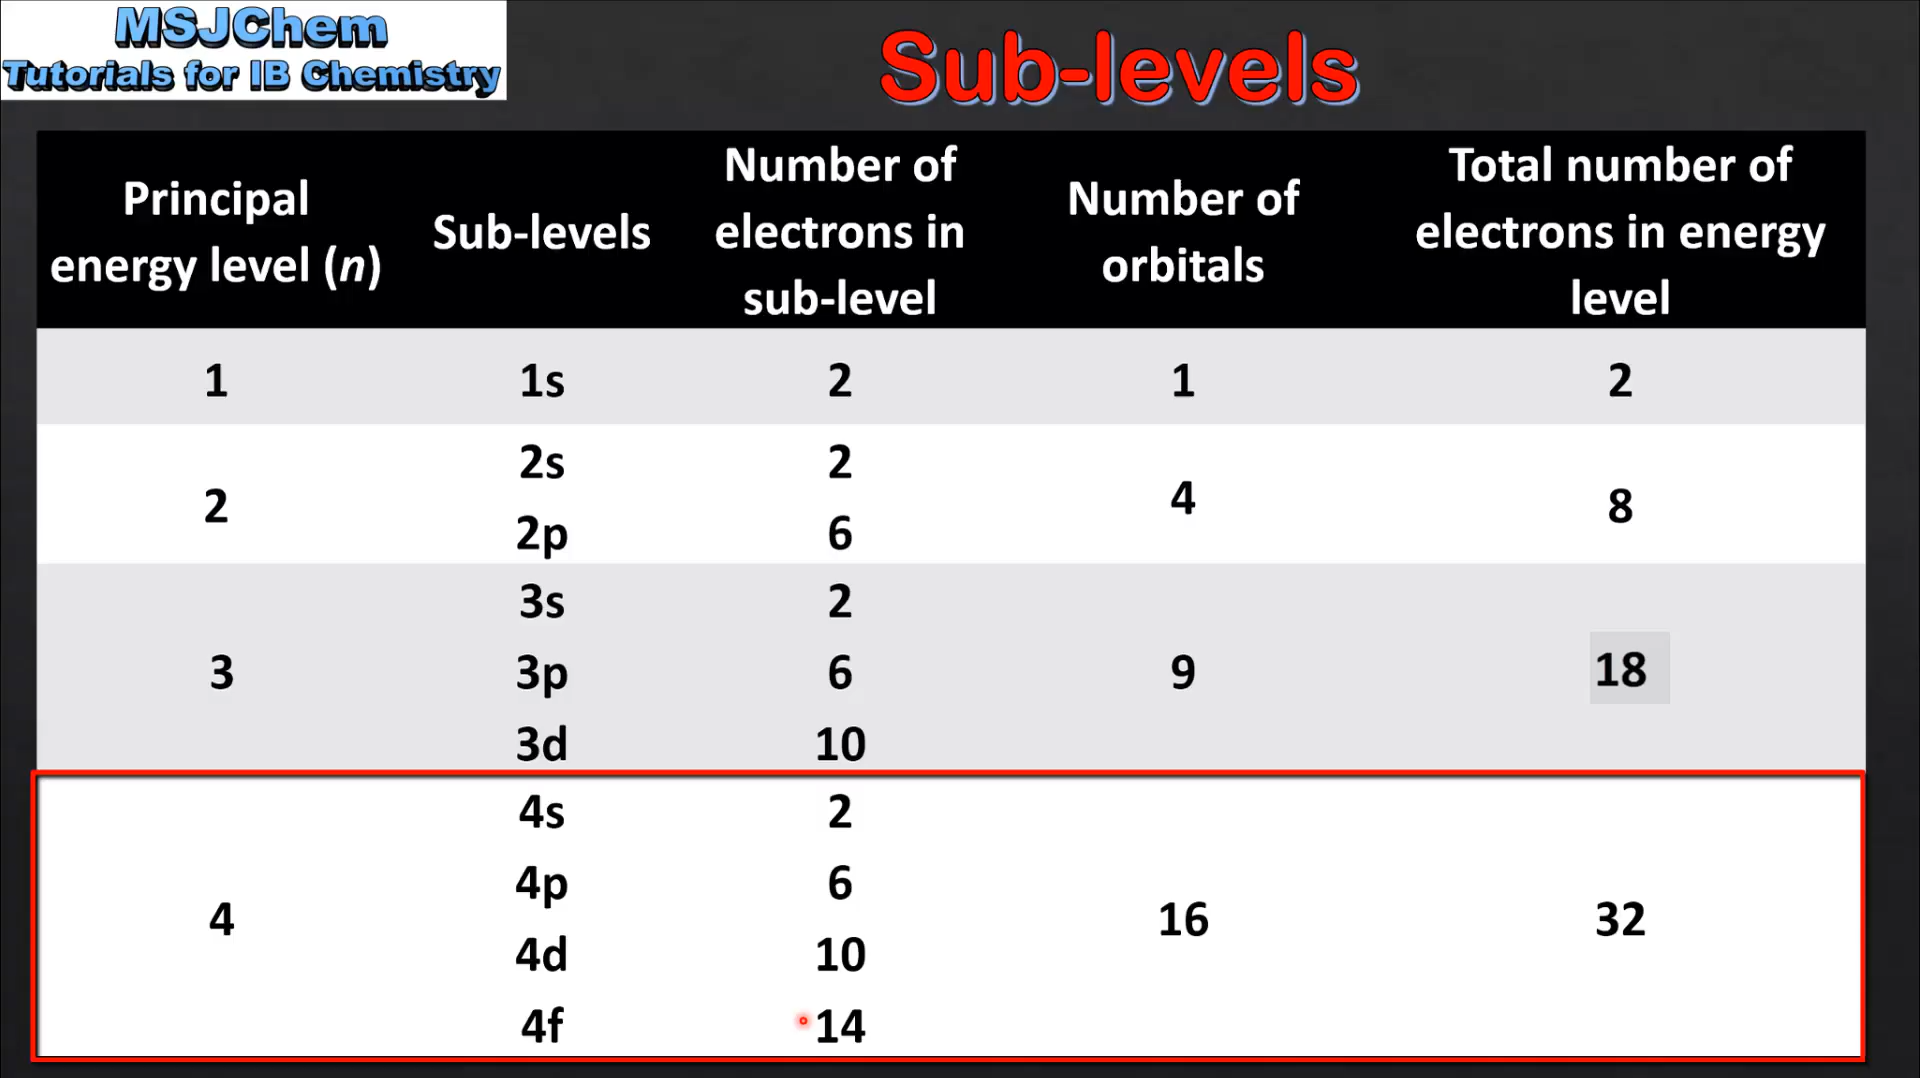 MSJChem
Tutorials for IB Chemistry
Sub-levels
Principal energy level (n) Sub-levels Number of electrons in sub-level Number of orbitals Total number of electrons in energy level
1 1s 2 1 2
2 2s 2 4 8
2p 6
3 3s 2 9 18
3p 6
3d 10
4 4s 2 16 32
4p 6
4d 10
4f 14